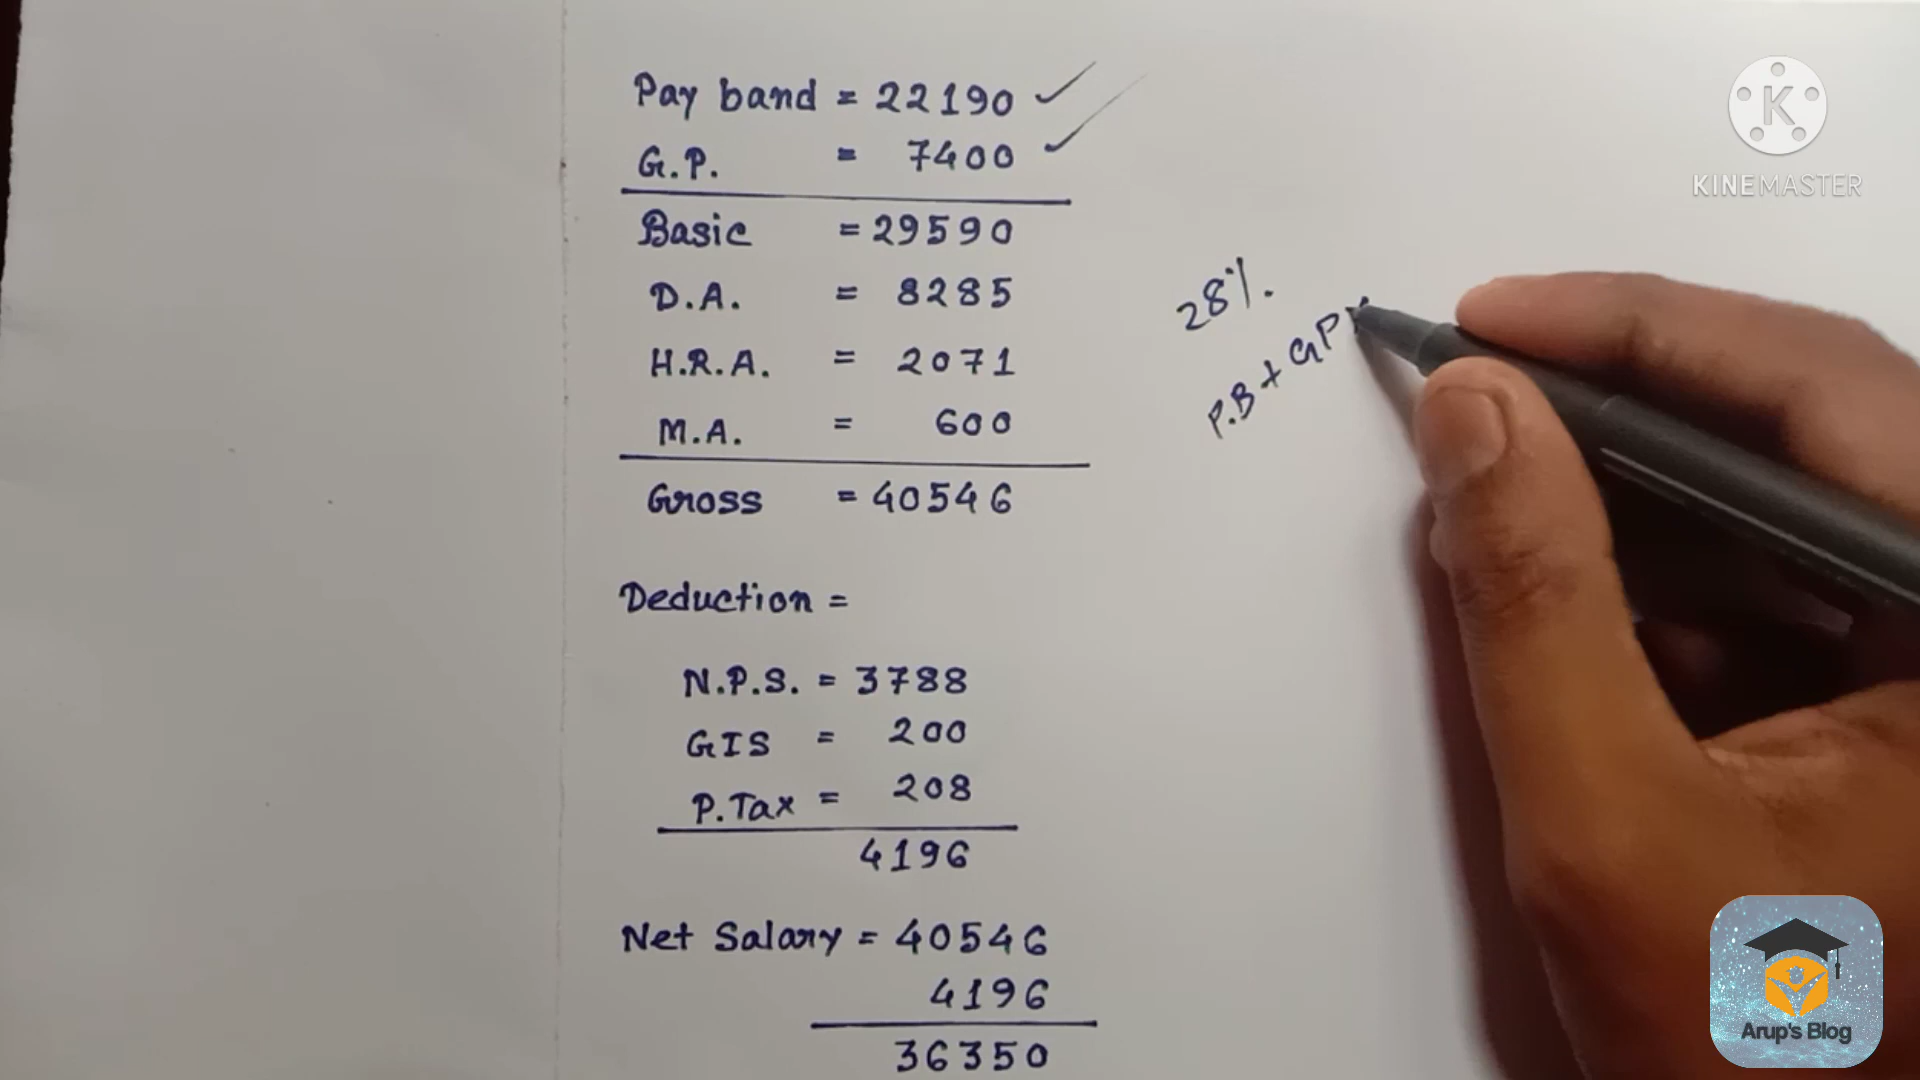 Pay band = 22190
G.P. = 7400
Basic = 29590
D.A. = 8285
H.R.A. = 2071
M.A. = 600
Gross = 40546
Deduction =
N.P.S. = 3788
GIS = 200
P.Tax = 208
4196
Net Salary = 40546
4196
36350
28%.
P.B + GP
K
KINEMASTER
Arup's Blog